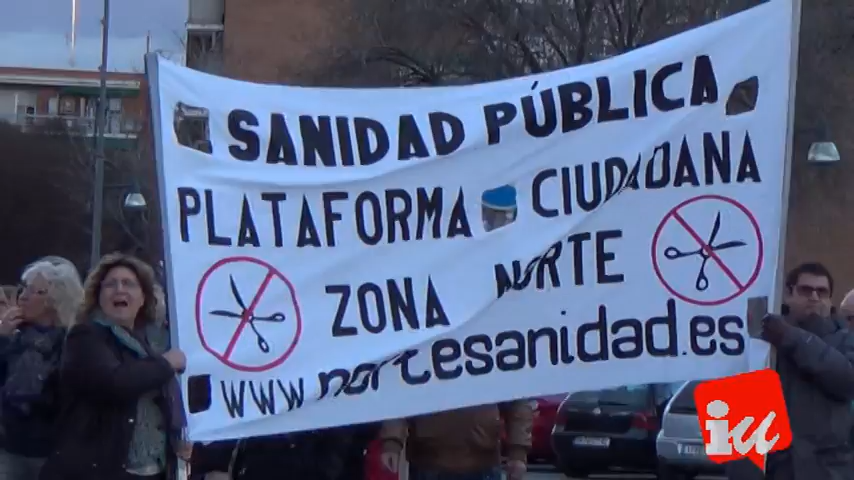 SANIDAD PÚBLICA
PLATAFORMA CIUDADANA
ZONA NORTE
www.nortesanidad.es
iu